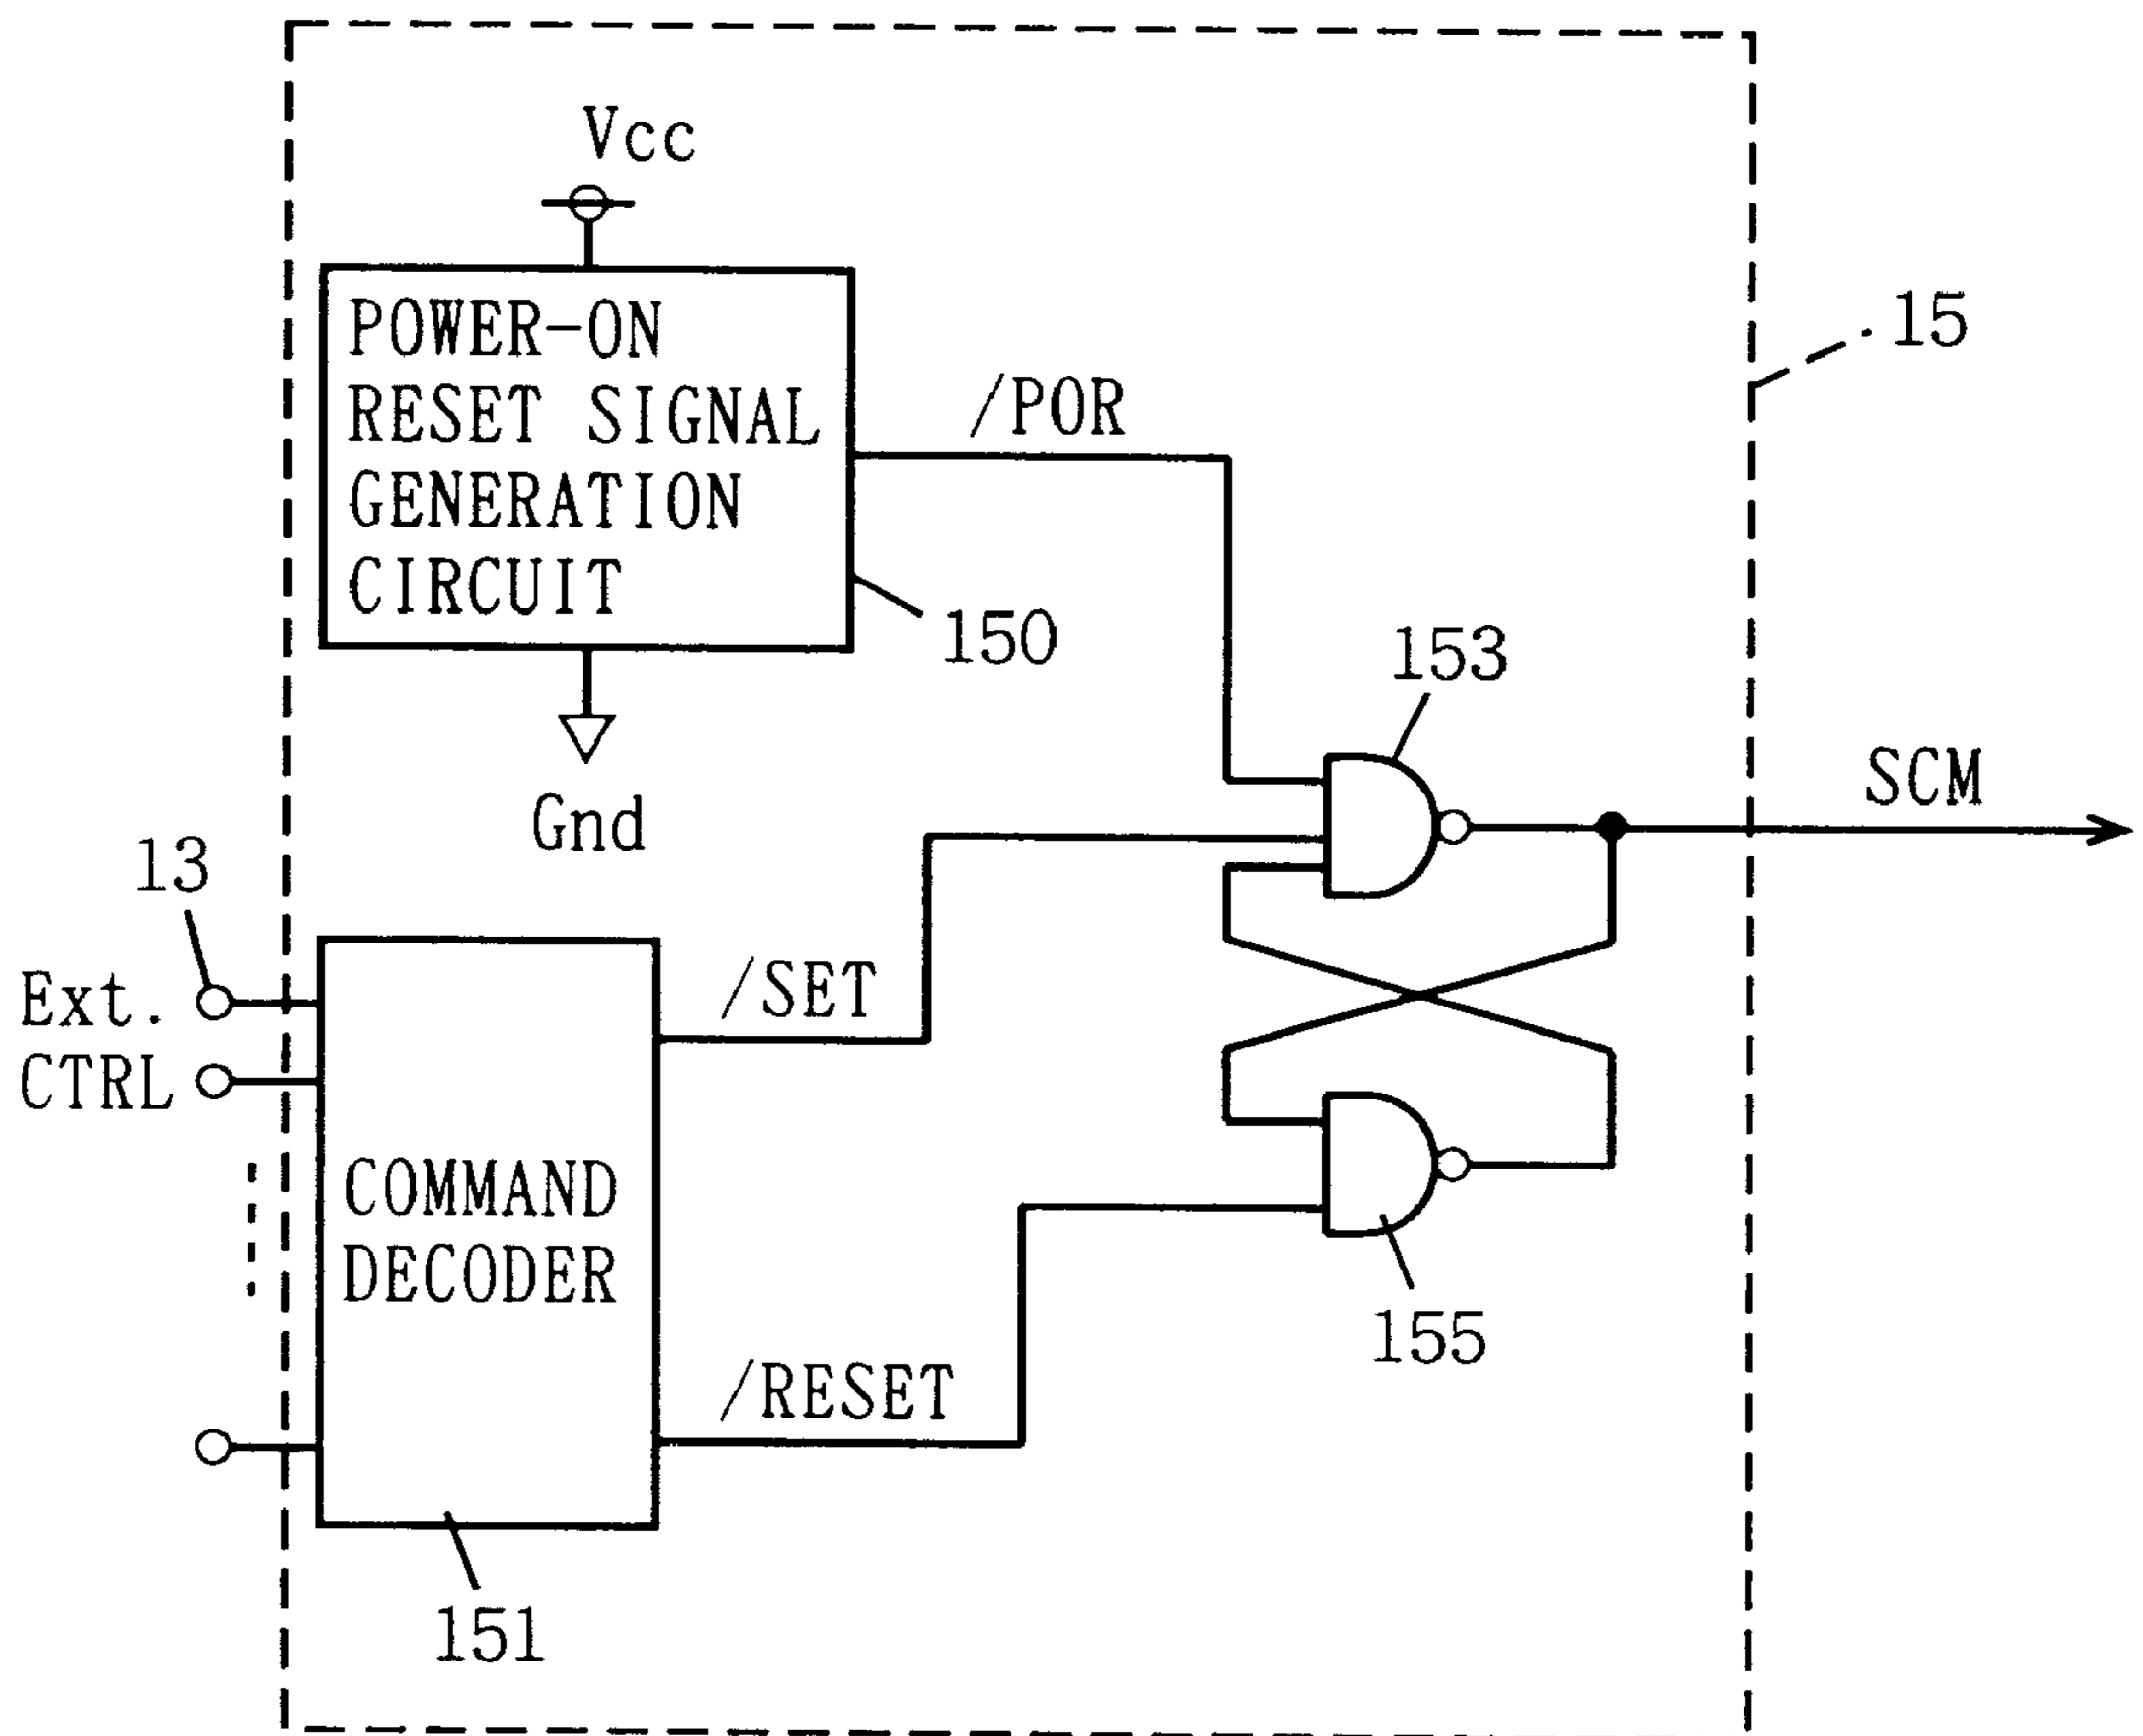 Vcc
POWER-ON
RESET SIGNAL
GENERATION
CIRCUIT
/POR
15
150
153
Gnd
SCM
13
Ext.
CTRL
/SET
COMMAND
DECODER
155
/RESET
151